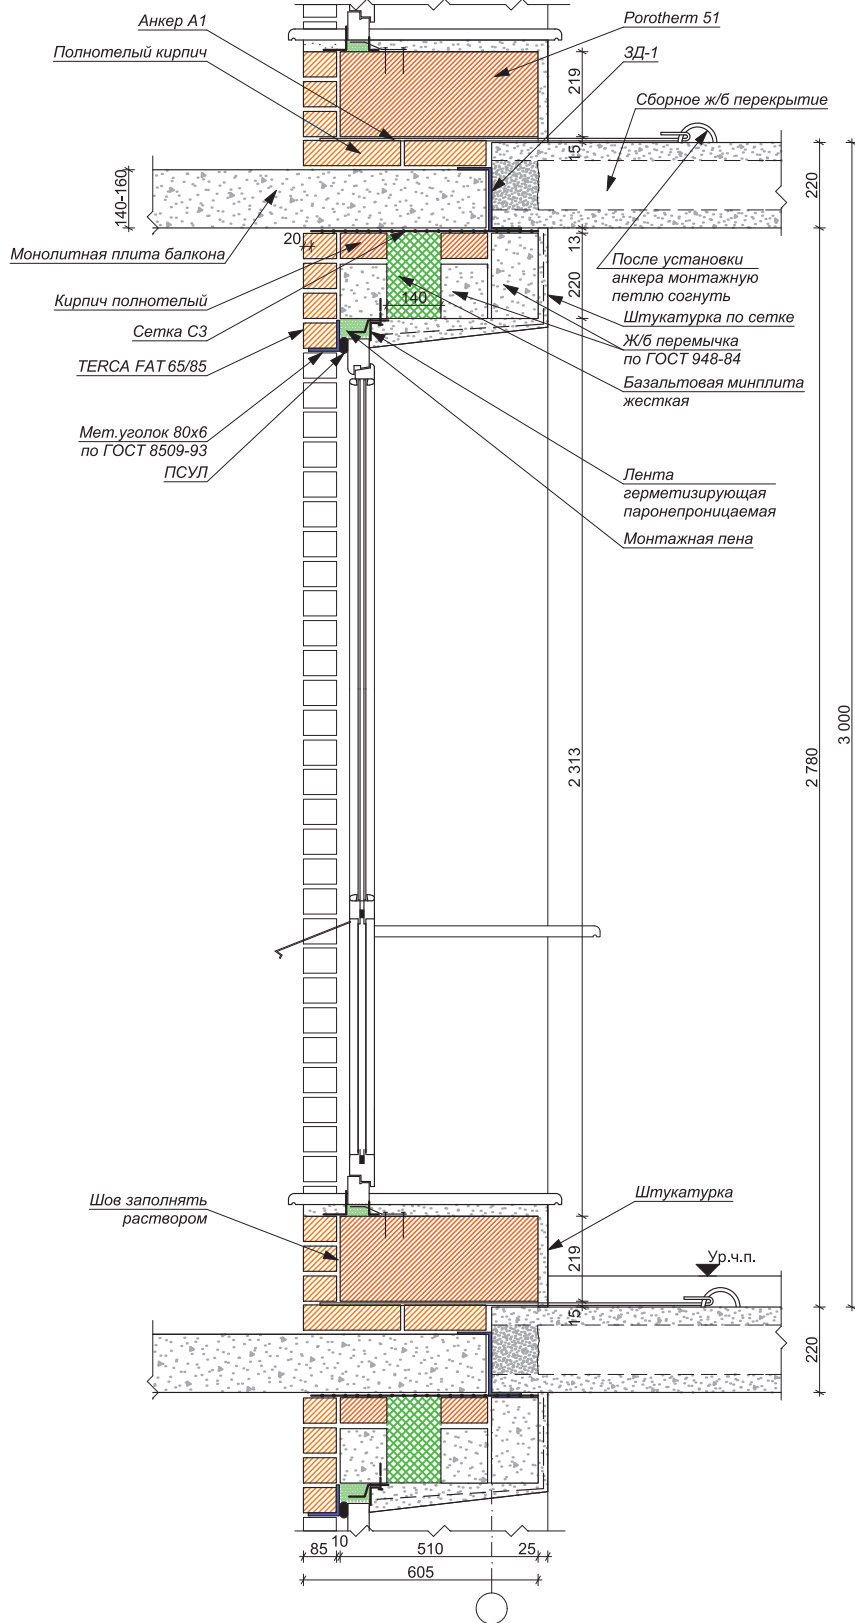 Анкер А1
Полнотелый кирпич
Porotherm 51
ЗД-1
Сборное ж/б перекрытие
219
15
220
140-160
Монолитная плита балкона
20
13
220
140
Кирпич полнотелый
Сетка С3
TERCA FAT 65/85
Мет.уголок 80х6
по ГОСТ 8509-93
ПСУЛ
После установки
анкера монтажную
петлю согнуть
Штукатурка по сетке
Ж/б перемычка
по ГОСТ 948-84
Базальтовая минплита
жесткая
Лента
герметизирующая
паронепроницаемая
Монтажная пена
2 313
2 780
3 000
Шов заполнять
раствором
Штукатурка
Ур.ч.п.
219
15
220
85
10
510
25
605